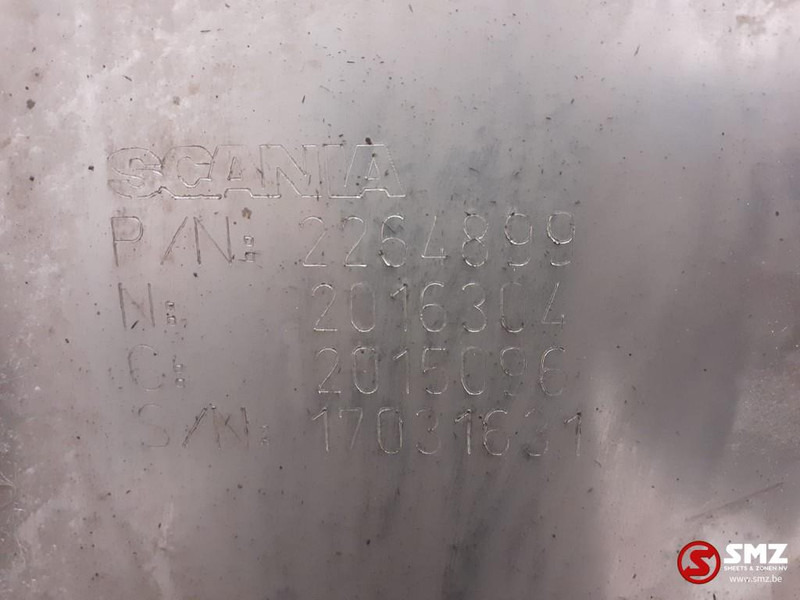 SCANIA
P/N: 2264899
N: 2016304
C: 2015096
S/N: 17031631
SMZ
SMEETS & ZONEN NV
www.smz.be